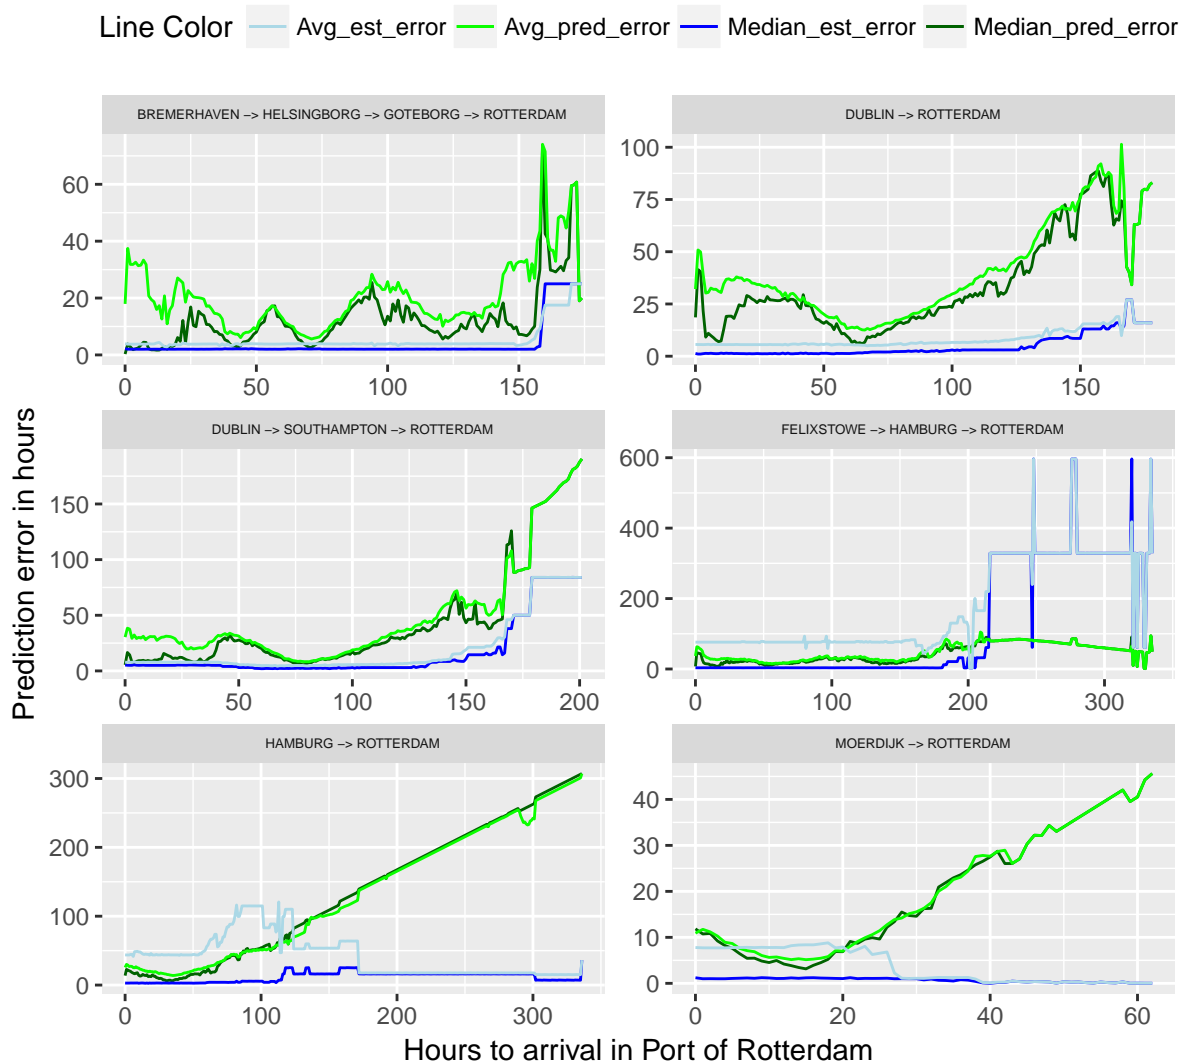 Line Color Avg_est_error Avg_pred_error Median_est_error Median_pred_error
BREMERHAVEN −> HELSINGBORG −> GOTEBORG −> ROTTERDAM
DUBLIN −> ROTTERDAM
60
40
20
0
0 50 100 150
100
75
50
25
0
0 50 100 150
DUBLIN −> SOUTHAMPTON −> ROTTERDAM
FELIXSTOWE −> HAMBURG −> ROTTERDAM
150
100
50
0
0 50 100 150 200
600
400
200
0
0 100 200 300
HAMBURG −> ROTTERDAM
MOERDIJK −> ROTTERDAM
300
200
100
0
0 100 200 300
40
30
20
10
0
0 20 40 60
Prediction error in hours
Hours to arrival in Port of Rotterdam